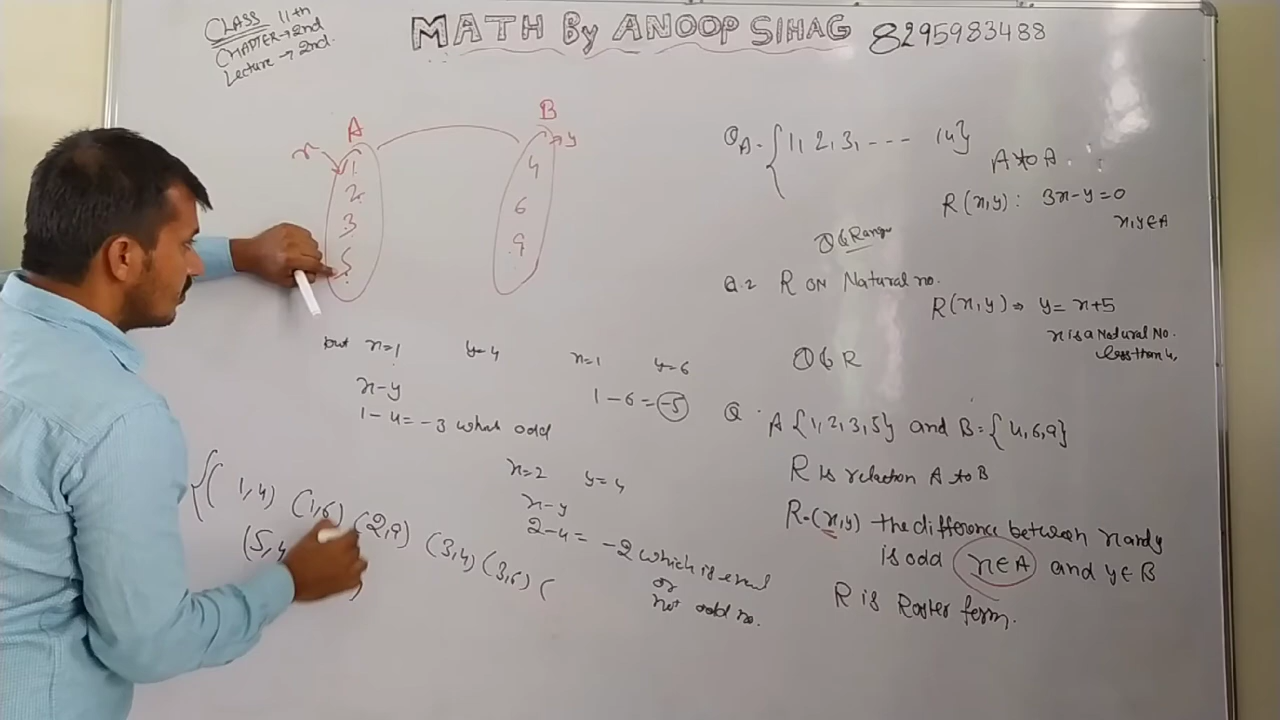 CLASS 11th
CHAPTER→2nd
Lecture → 2nd.
MATH By ANOOP SIHAG 8295983488
A
B
x
y
1
2
3
5
4
6
9
but x=1 y=4
x-y
1-4=-3 which odd
x=1 y=6
1-6=-5
x=2 y=4
x-y
2-4= -2 which is even
or
not odd no.
{(1,4) (1,6) (2,9) (3,4) (3,6) (
(5,4
Q A={1,2,3,---- 14}
A to A.
R(x,y): 3x-y=0
x,y∈A
D & Range
Q.2 R ON Natural no.
R(x,y)⇒ y=x+5
x is a Natural No.
less than 4,
D & R
Q. A{1,2,3,5} and B={4,6,9}
R is relation A to B
R=(x,y) the difference between x and y
is odd x∈A and y∈B
R is Roster form.